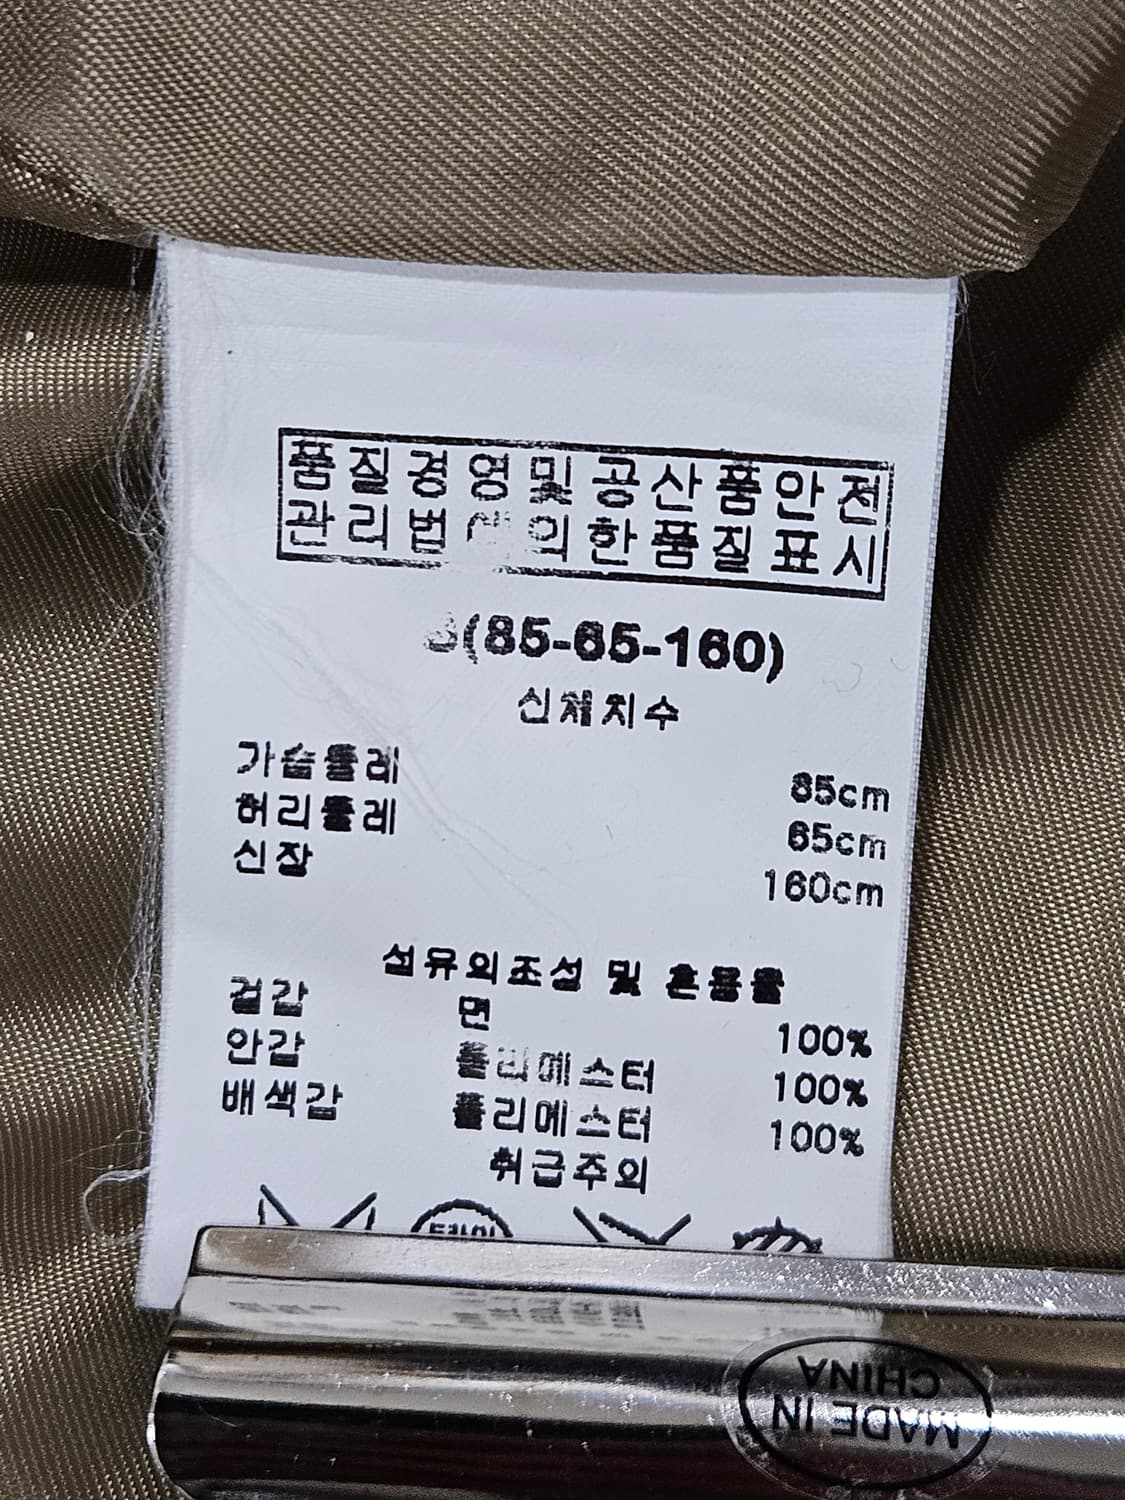 품질경영및공산품안전
관리법에의한품질표시
(85-65-160)
신체치수
가슴둘레 85cm
허리둘레 65cm
신장 160cm
섬유의조성 및 혼용율
겉감 면 100%
안감 폴리에스터 100%
배색감 폴리에스터 100%
취급주의
드라이
MADE IN
CHINA